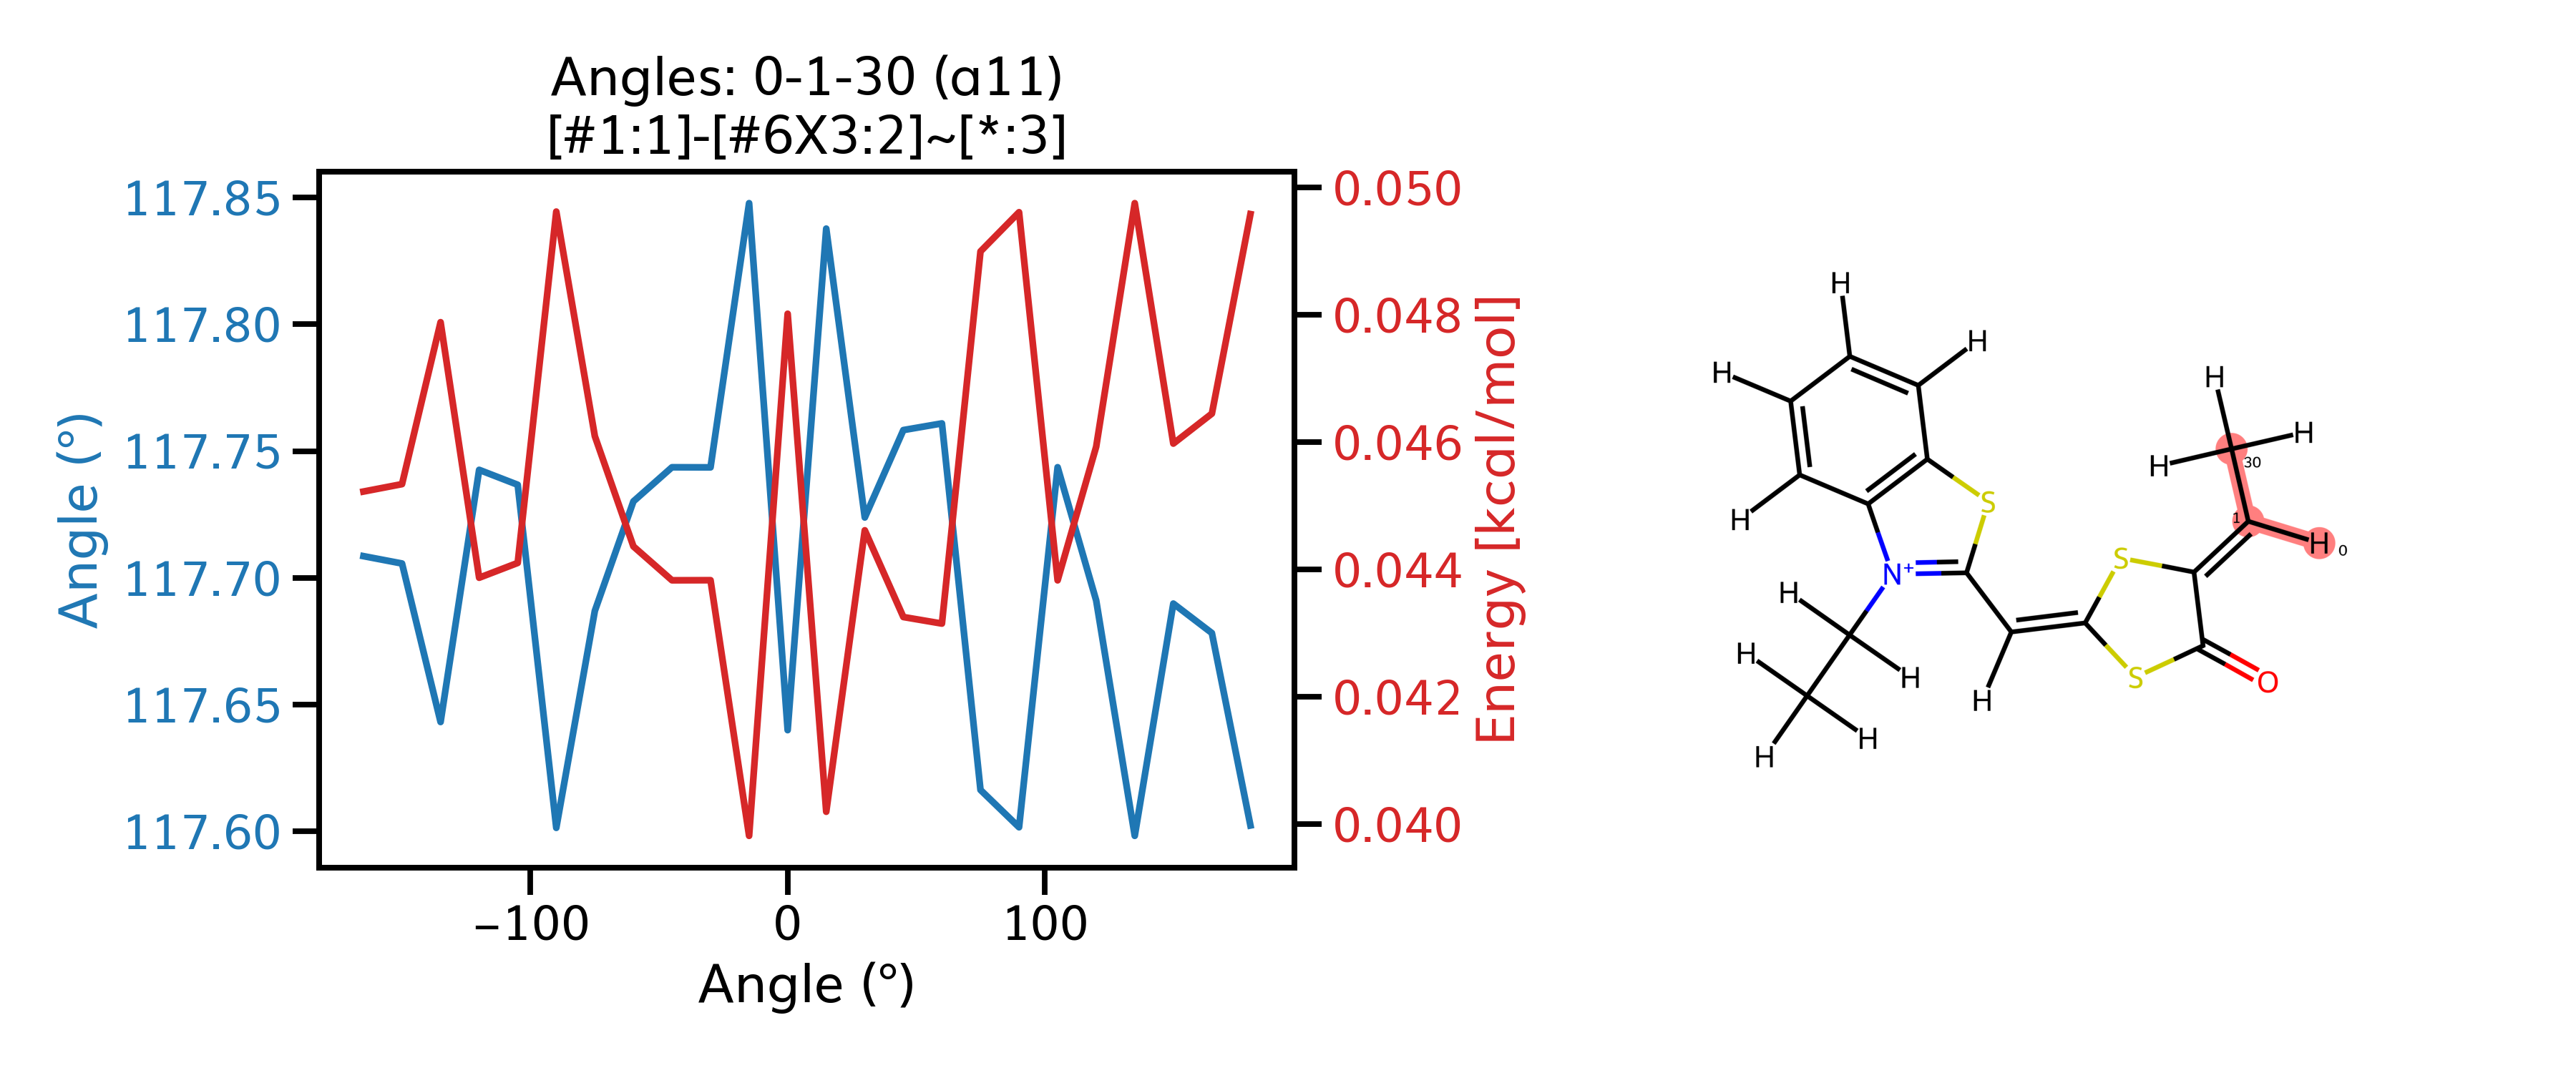 Angles: 0-1-30 (a11)
[#1:1]-[#6X3:2]~[*:3]
Angle (°)
117.85
117.80
117.75
117.70
117.65
117.60
0.050
0.048
0.046
0.044
0.042
0.040
Energy [kcal/mol]
−100
0
100
Angle (°)
H
H
H
H
H
H
H
30
S
1
H
0
S
N+
H
H
H
S
O
H
H
H